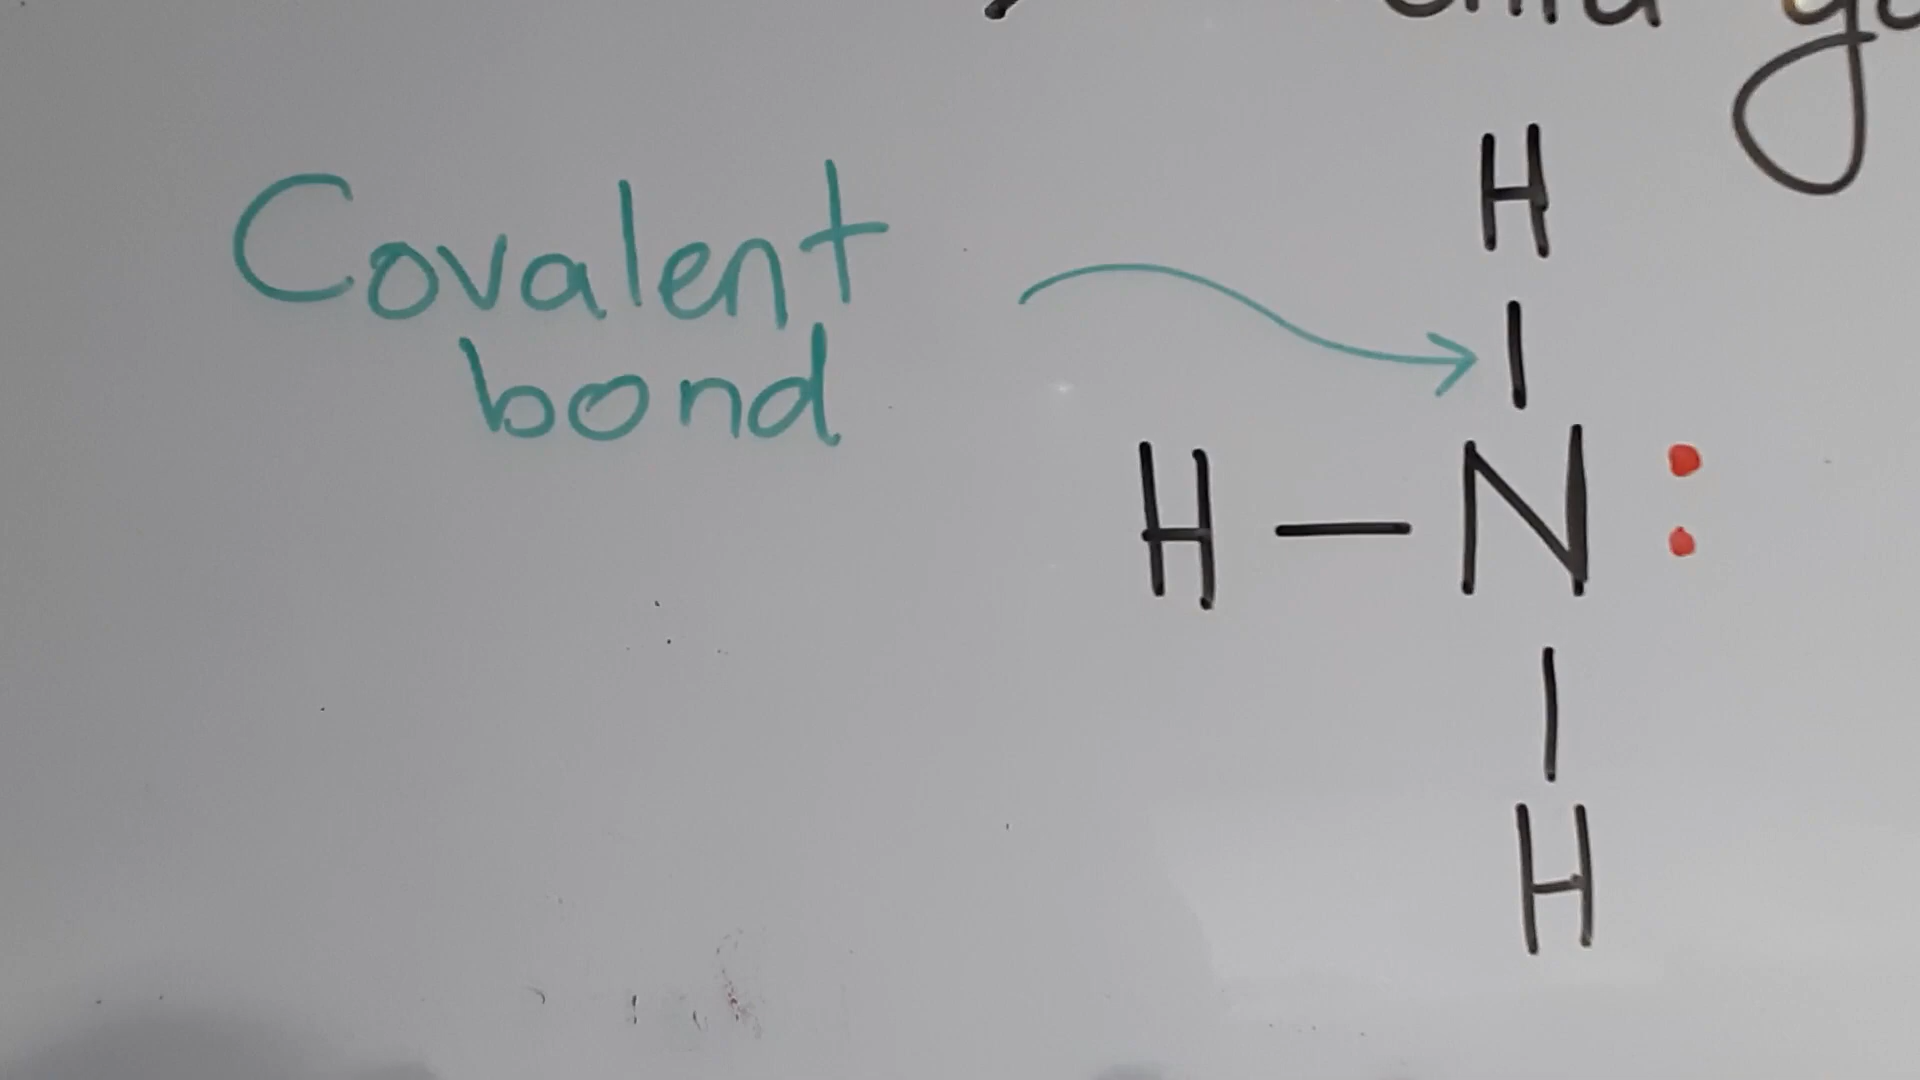 Covalent
bond
H
H - N :
H